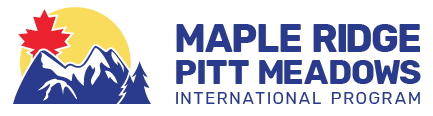 MAPLE RIDGE
PITT MEADOWS
INTERNATIONAL PROGRAM